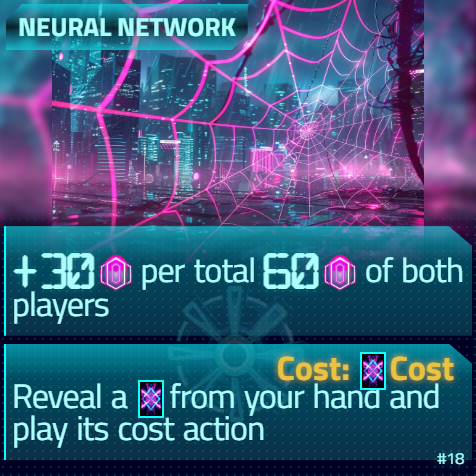 NEURAL NETWORK
+30 per total 60 of both
players
Cost: Cost
Reveal a from your hand and
play its cost action
#18